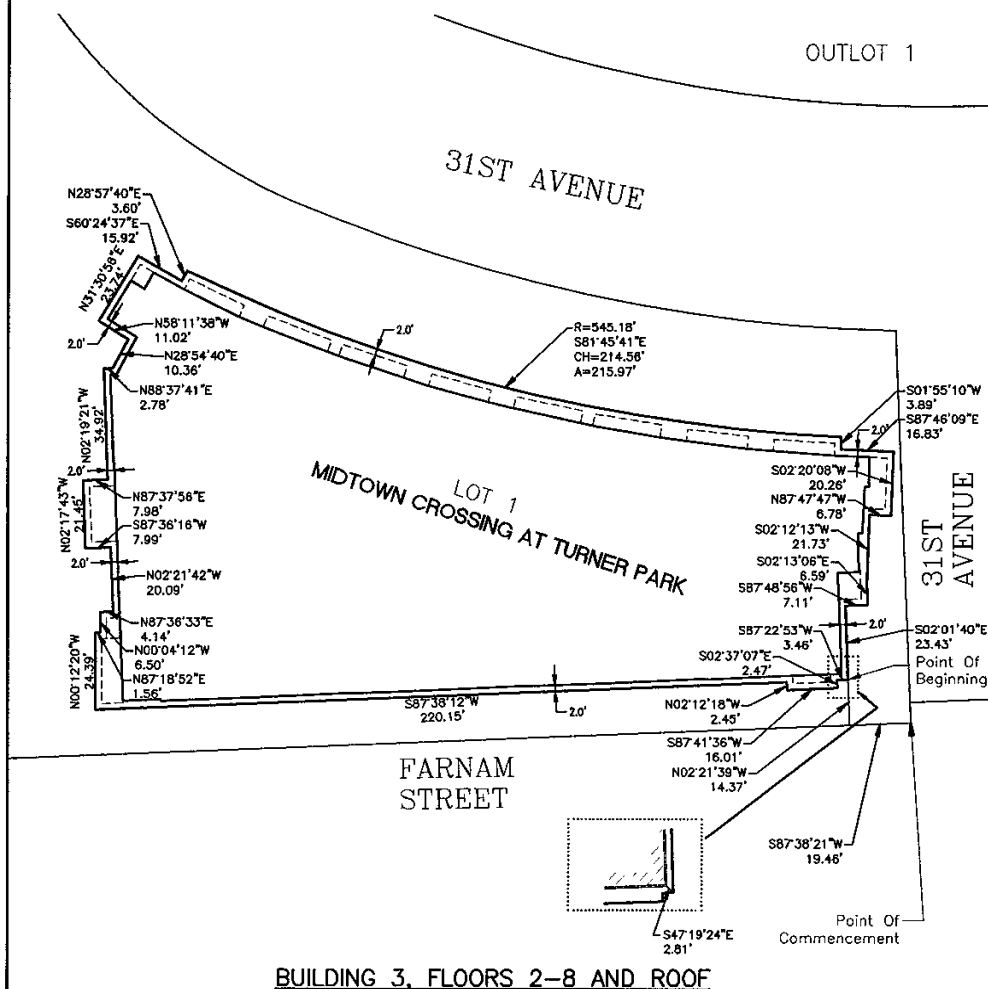 OUTLOT 1
31ST AVENUE
N28°57'40"E
3.60'
S60°24'37"E
15.92'
N31°30'58"E
23.74'
N58°11'38"W
11.02'
2.0'
N28°54'40"E
10.36'
N88°37'41"E
2.78'
N02°19'21"W
34.92'
2.0'
R=545.18'
S81°45'41"E
CH=214.56'
A=215.97'
2.0'
S01°55'10"W
3.89'
S87°46'09"E
16.83'
2.0'
S02°20'08"W
20.26'
N87°47'47"W
6.78'
S02°12'13"W
21.73'
S02°13'06"E
6.59'
S87°48'56"W
7.11'
31ST
AVENUE
LOT 1
MIDTOWN CROSSING AT TURNER PARK
2.0'
N02°17'43"W
21.45'
N87°37'56"E
7.98'
S87°36'16"W
7.99'
2.0'
N02°21'42"W
20.09'
N87°36'33"E
4.14'
N00°04'12"W
6.50'
N87°18'52"E
1.56'
N00°12'20"W
24.39'
S87°22'53"W
3.46'
S02°01'40"E
23.43'
S02°37'07"E
2.47'
2.0'
Point Of
Beginning
S87°38'12"W
220.15'
2.0'
N02°12'18"W
2.45'
S87°41'36"W
16.01'
N02°21'39"W
14.37'
FARNAM
STREET
S87°38'21"W
19.46'
S47°19'24"E
2.81'
Point Of
Commencement
BUILDING 3, FLOORS 2-8 AND ROOF